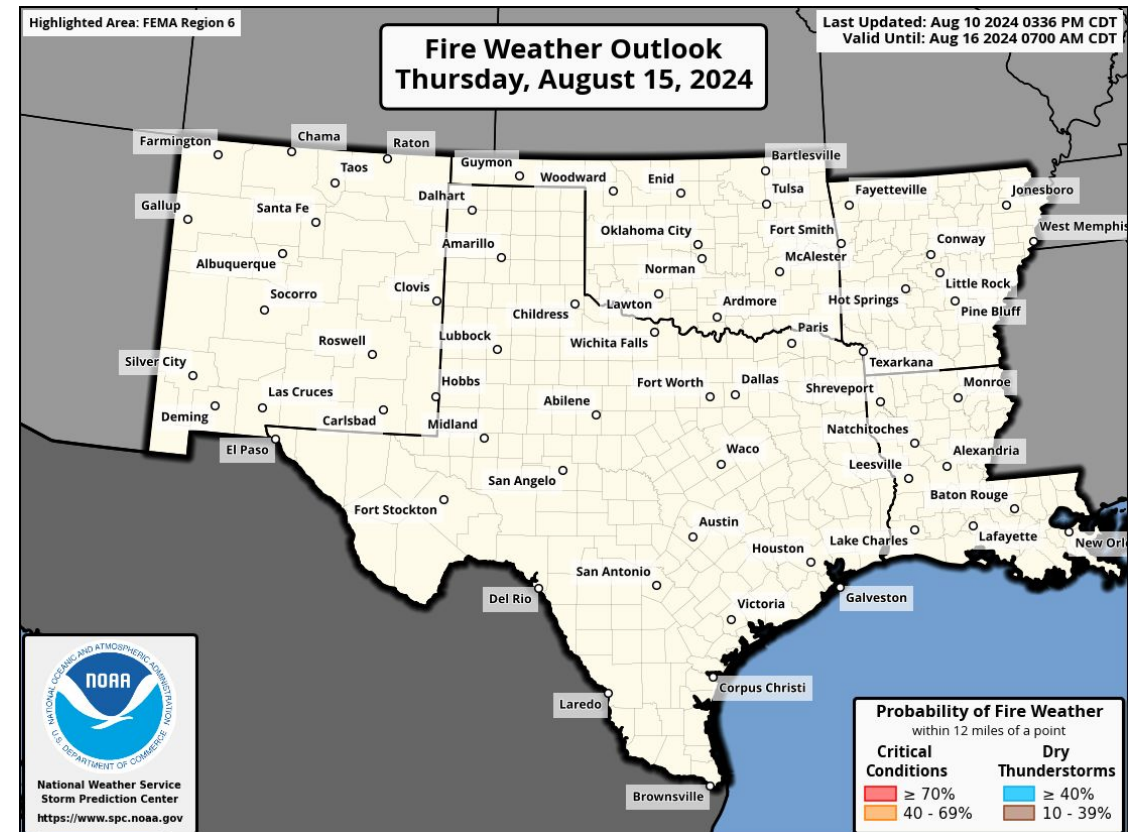 Highlighted Area: FEMA Region 6
Last Updated: Aug 10 2024 0336 PM CDT
Valid Until: Aug 16 2024 0700 AM CDT
Fire Weather Outlook
Thursday, August 15, 2024
Farmington
Chama
Raton
Taos
Guymon
Woodward
Enid
Bartlesville
Tulsa
Fayetteville
Jonesboro
Gallup
Santa Fe
Dalhart
West Memphis
Albuquerque
Amarillo
Oklahoma City
Fort Smith
Conway
Norman
McAlester
Socorro
Clovis
Childress
Lawton
Ardmore
Hot Springs
Little Rock
Pine Bluff
Roswell
Lubbock
Wichita Falls
Paris
Texarkana
Silver City
Las Cruces
Hobbs
Fort Worth
Dallas
Shreveport
Monroe
Deming
Carlsbad
Midland
Abilene
Natchitoches
El Paso
San Angelo
Waco
Leesville
Alexandria
Fort Stockton
Baton Rouge
Austin
Houston
Lake Charles
Lafayette
New Orl
San Antonio
Del Rio
Victoria
Galveston
Laredo
Corpus Christi
Brownsville
NATIONAL OCEANIC AND ATMOSPHERIC ADMINISTRATION
NOAA
U.S. DEPARTMENT OF COMMERCE
National Weather Service
Storm Prediction Center
https://www.spc.noaa.gov
Probability of Fire Weather
within 12 miles of a point
Critical Conditions
≥ 70%
40 - 69%
Dry Thunderstorms
≥ 40%
10 - 39%